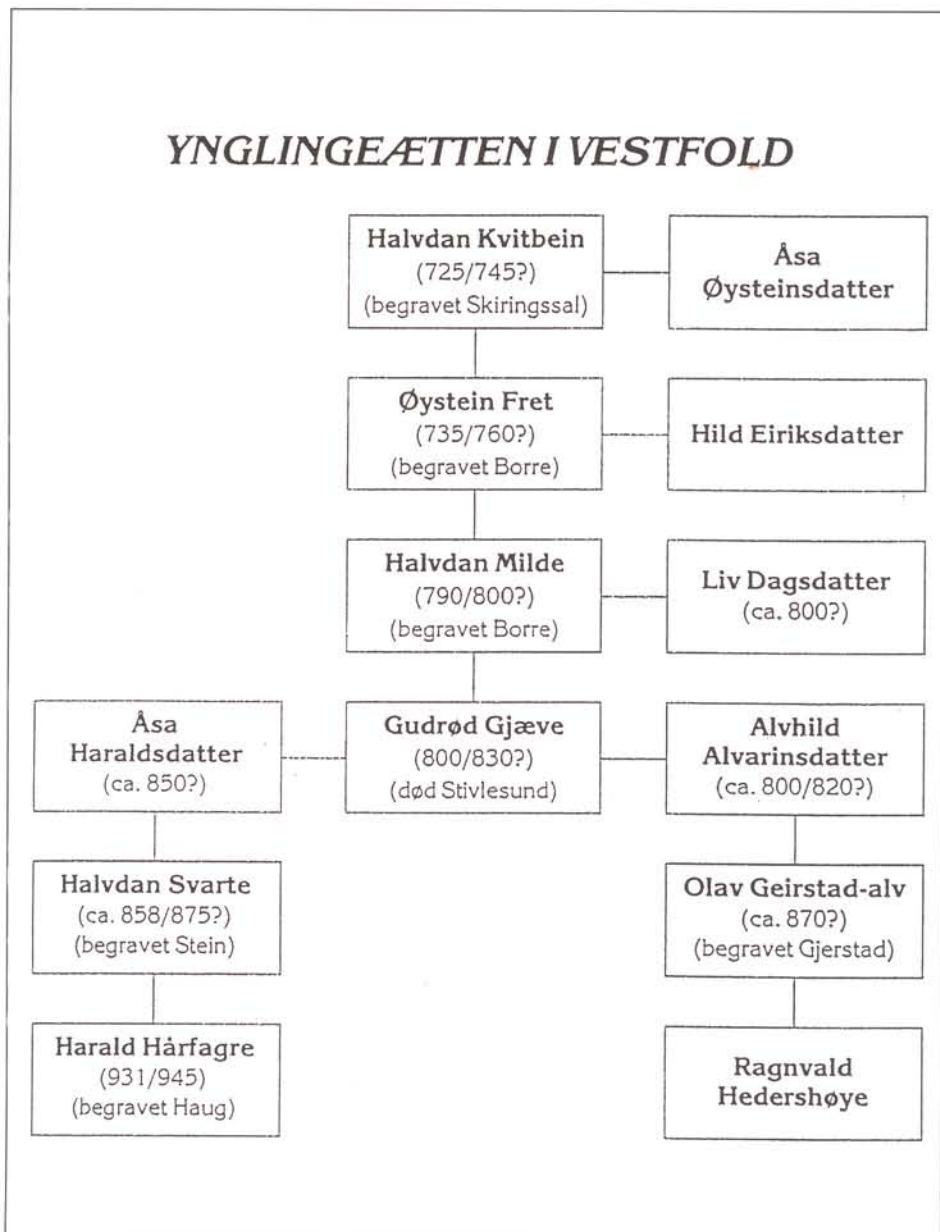 YNGLINGEÆTTEN I VESTFOLD
Halvdan Kvitbein
(725/745?)
(begravet Skiringssal)
Åsa
Øysteinsdatter
Øystein Fret
(735/760?)
(begravet Borre)
Hild Eiriksdatter
Halvdan Milde
(790/800?)
(begravet Borre)
Liv Dagsdatter
(ca. 800?)
Åsa
Haraldsdatter
(ca. 850?)
Gudrød Gjæve
(800/830?)
(død Stivlesund)
Alvhild
Alvarinsdatter
(ca. 800/820?)
Halvdan Svarte
(ca. 858/875?)
(begravet Stein)
Olav Geirstad-alv
(ca. 870?)
(begravet Gjerstad)
Harald Hårfagre
(931/945)
(begravet Haug)
Ragnvald
Hedershøye